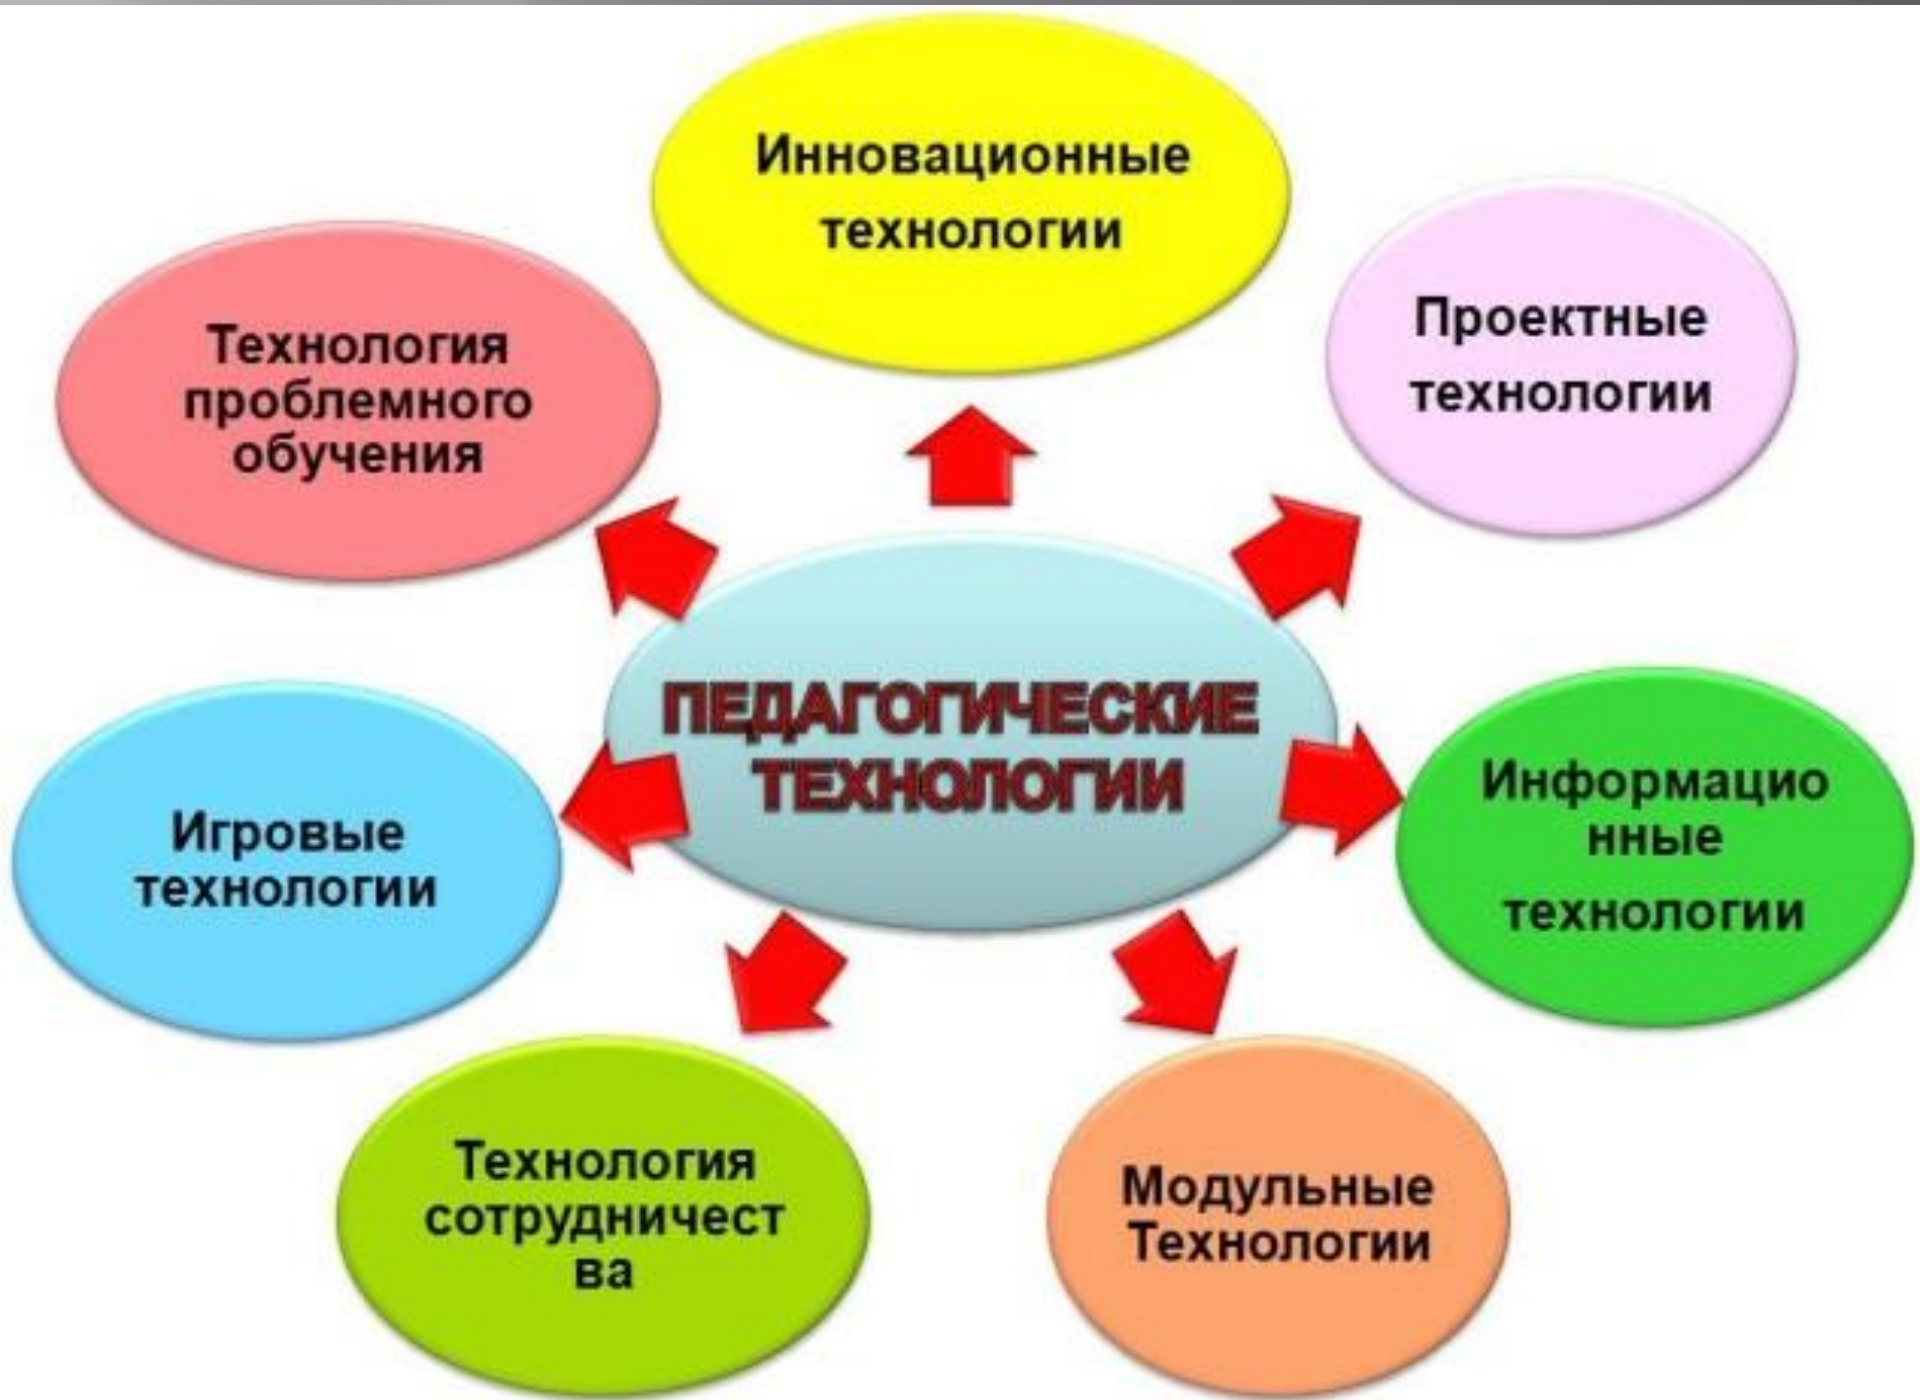 Инновационные
технологии
Проектные
технологии
Технология
проблемного
обучения
ПЕДАГОГИЧЕСКИЕ
ТЕХНОЛОГИИ
Информацио
нные
технологии
Игровые
технологии
Технология
сотрудничест
ва
Модульные
Технологии